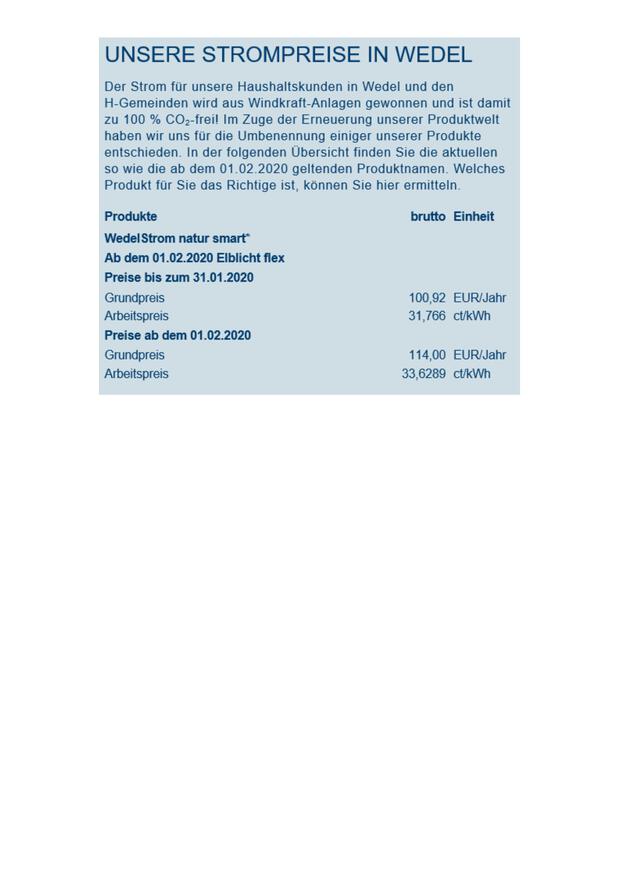 UNSERE STROMPREISE IN WEDEL
Der Strom für unsere Haushaltskunden in Wedel und den
H-Gemeinden wird aus Windkraft-Anlagen gewonnen und ist damit
zu 100 % CO₂-frei! Im Zuge der Erneuerung unserer Produktwelt
haben wir uns für die Umbenennung einiger unserer Produkte
entschieden. In der folgenden Übersicht finden Sie die aktuellen
so wie die ab dem 01.02.2020 geltenden Produktnamen. Welches
Produkt für Sie das Richtige ist, können Sie hier ermitteln.
Produkte brutto Einheit
WedelStrom natur smart*
Ab dem 01.02.2020 Elblicht flex
Preise bis zum 31.01.2020
Grundpreis 100,92 EUR/Jahr
Arbeitspreis 31,766 ct/kWh
Preise ab dem 01.02.2020
Grundpreis 114,00 EUR/Jahr
Arbeitspreis 33,6289 ct/kWh